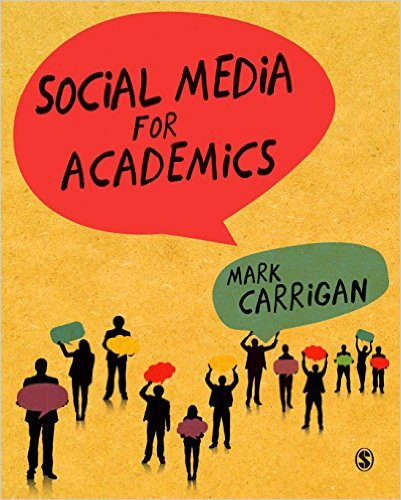 SOCiAL MEDiA
FOR
ACADEMiCS
MARK
CARRiGAN
S